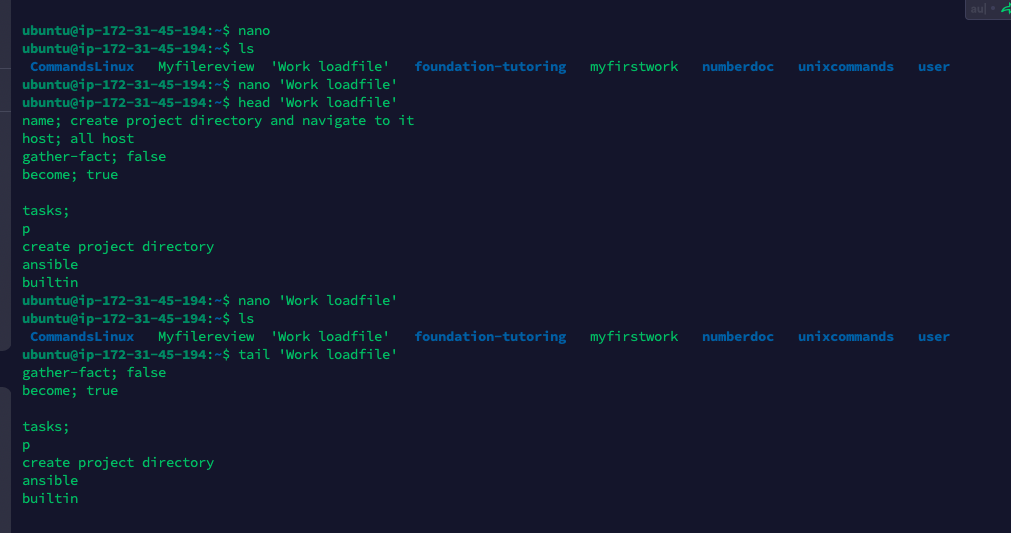 au
ubuntu@ip-172-31-45-194:~$ nano
ubuntu@ip-172-31-45-194:~$ ls
CommandsLinux Myfilereview 'Work loadfile' foundation-tutoring myfirstwork numberdoc unixcommands user
ubuntu@ip-172-31-45-194:~$ nano 'Work loadfile'
ubuntu@ip-172-31-45-194:~$ head 'Work loadfile'
name; create project directory and navigate to it
host; all host
gather-fact; false
become; true

tasks;
p
create project directory
ansible
builtin
ubuntu@ip-172-31-45-194:~$ nano 'Work loadfile'
ubuntu@ip-172-31-45-194:~$ ls
CommandsLinux Myfilereview 'Work loadfile' foundation-tutoring myfirstwork numberdoc unixcommands user
ubuntu@ip-172-31-45-194:~$ tail 'Work loadfile'
gather-fact; false
become; true

tasks;
p
create project directory
ansible
builtin